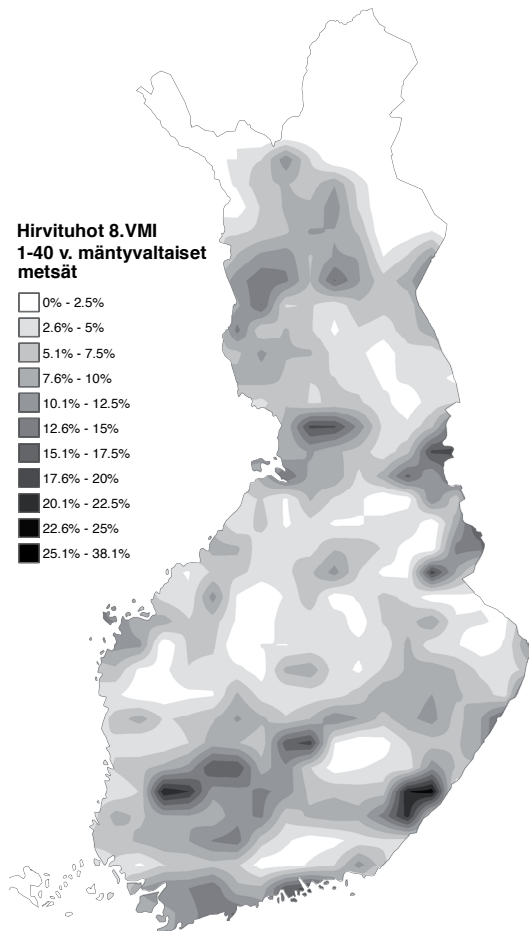 Hirvituhot 8.VMI
1-40 v. mäntyvaltaiset
metsät
0% - 2.5%
2.6% - 5%
5.1% - 7.5%
7.6% - 10%
10.1% - 12.5%
12.6% - 15%
15.1% - 17.5%
17.6% - 20%
20.1% - 22.5%
22.6% - 25%
25.1% - 38.1%